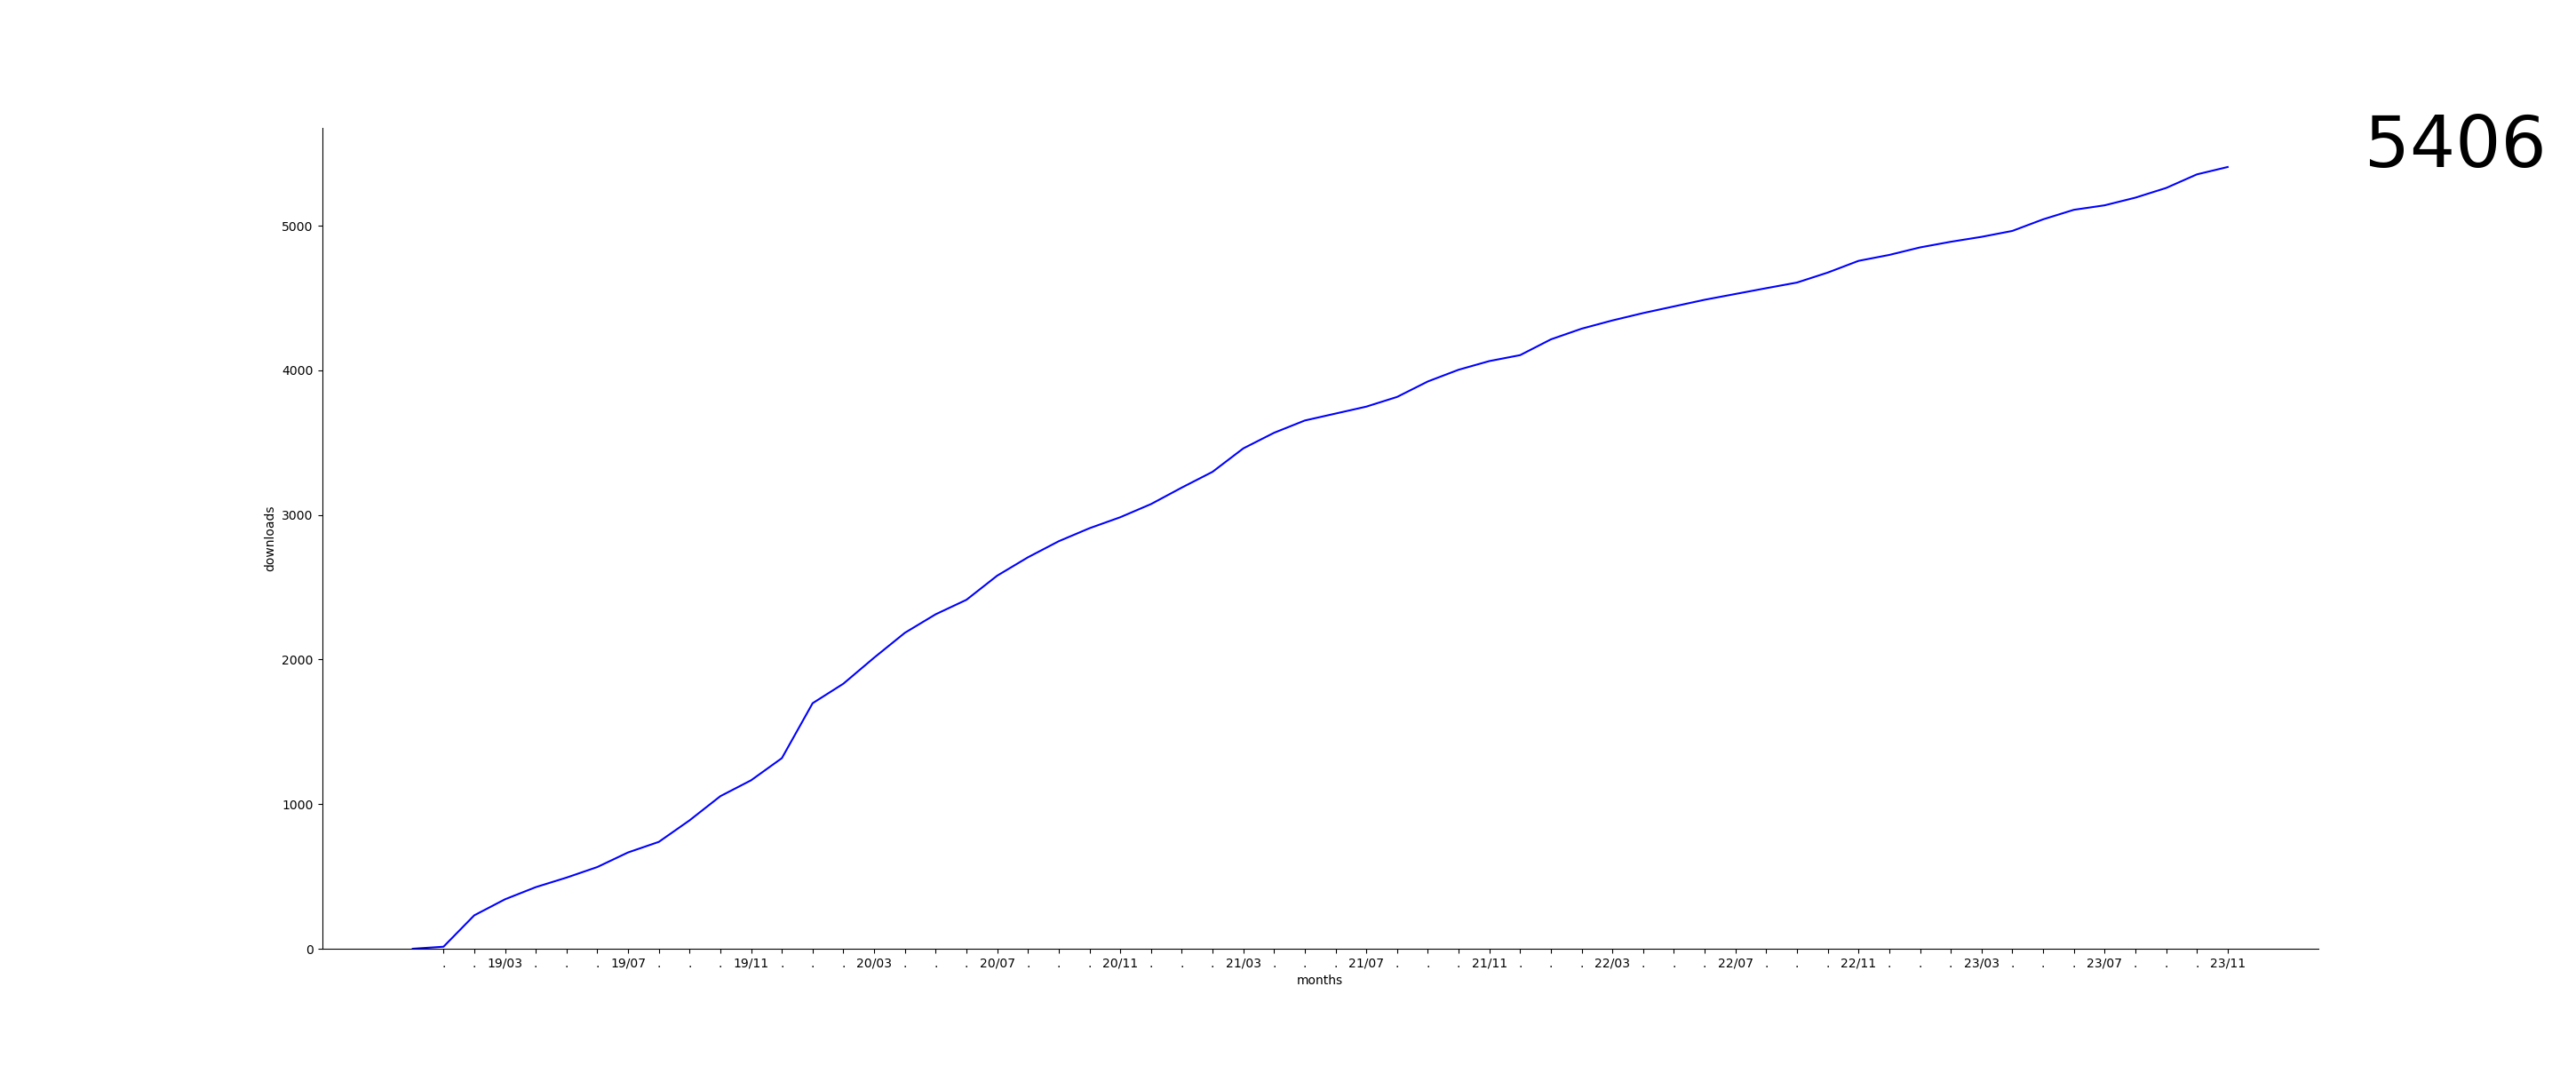 5406
5000
4000
3000
2000
1000
0
downloads
. . 19/03 . . . 19/07 . . . 19/11 . . . 20/03 . . . 20/07 . . . 20/11 . . . 21/03 . . . 21/07 . . . 21/11 . . . 22/03 . . . 22/07 . . . 22/11 . . . 23/03 . . . 23/07 . . . 23/11
months